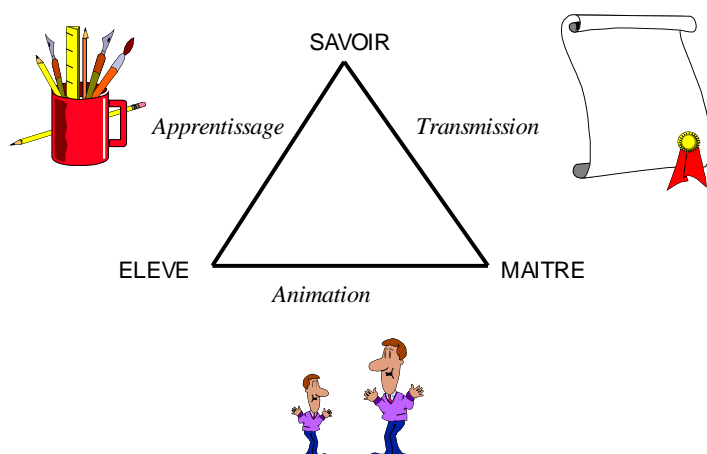 SAVOIR
Apprentissage
Transmission
ELEVE
MAITRE
Animation